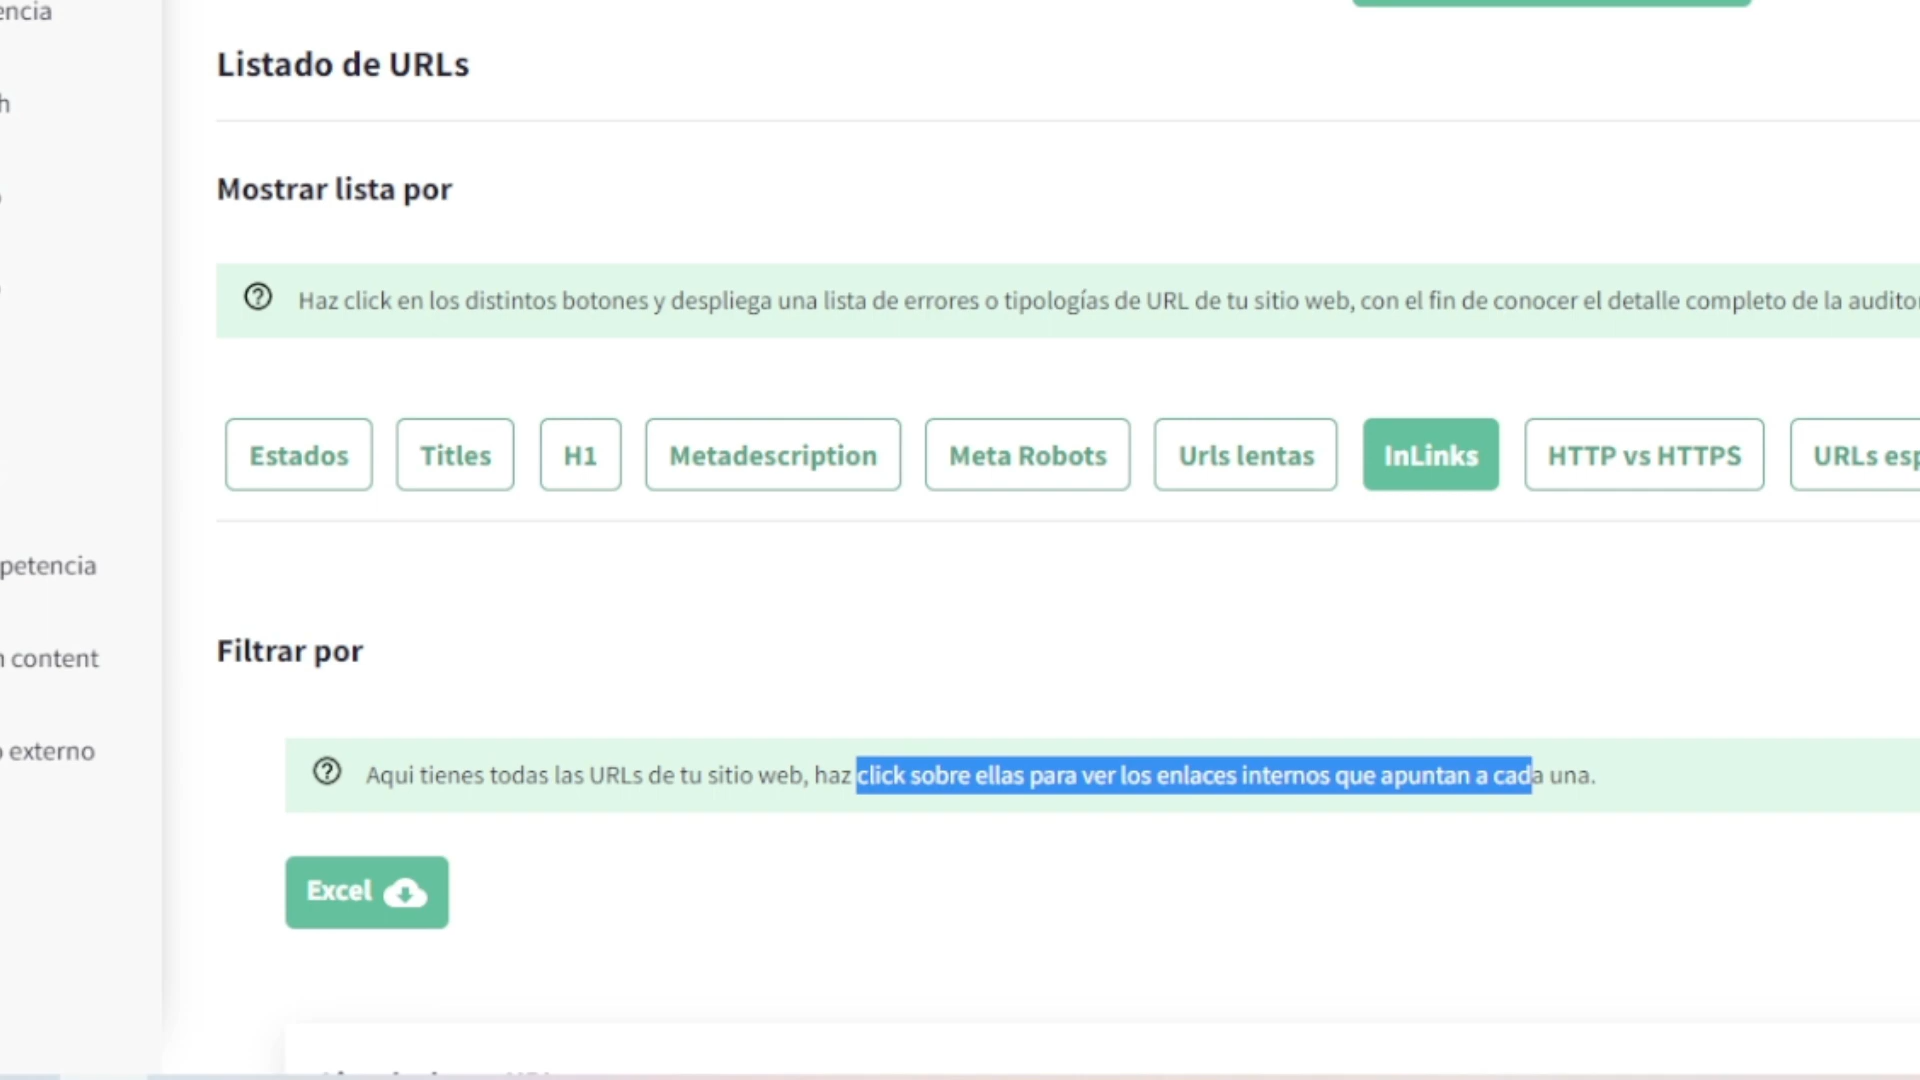 encia
h
petencia
content
externo
Listado de URLs
Mostrar lista por
Haz click en los distintos botones y despliega una lista de errores o tipologías de URL de tu sitio web, con el fin de conocer el detalle completo de la auditor
Estados Titles H1 Metadescription Meta Robots Urls lentas InLinks HTTP vs HTTPS URLs esp
Filtrar por
Aqui tienes todas las URLs de tu sitio web, haz click sobre ellas para ver los enlaces internos que apuntan a cada una.
Excel